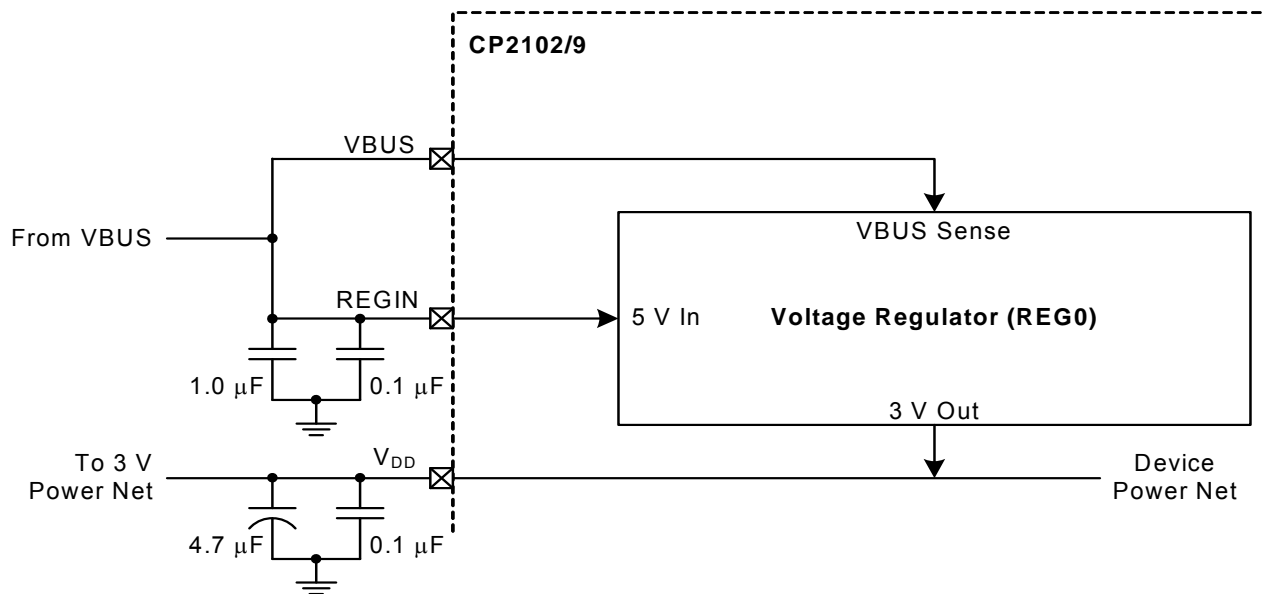 CP2102/9
VBUS
From VBUS
VBUS Sense
REGIN
5 V In
Voltage Regulator (REG0)
1.0 μF
0.1 μF
3 V Out
To 3 V
Power Net
VDD
Device
Power Net
4.7 μF
0.1 μF